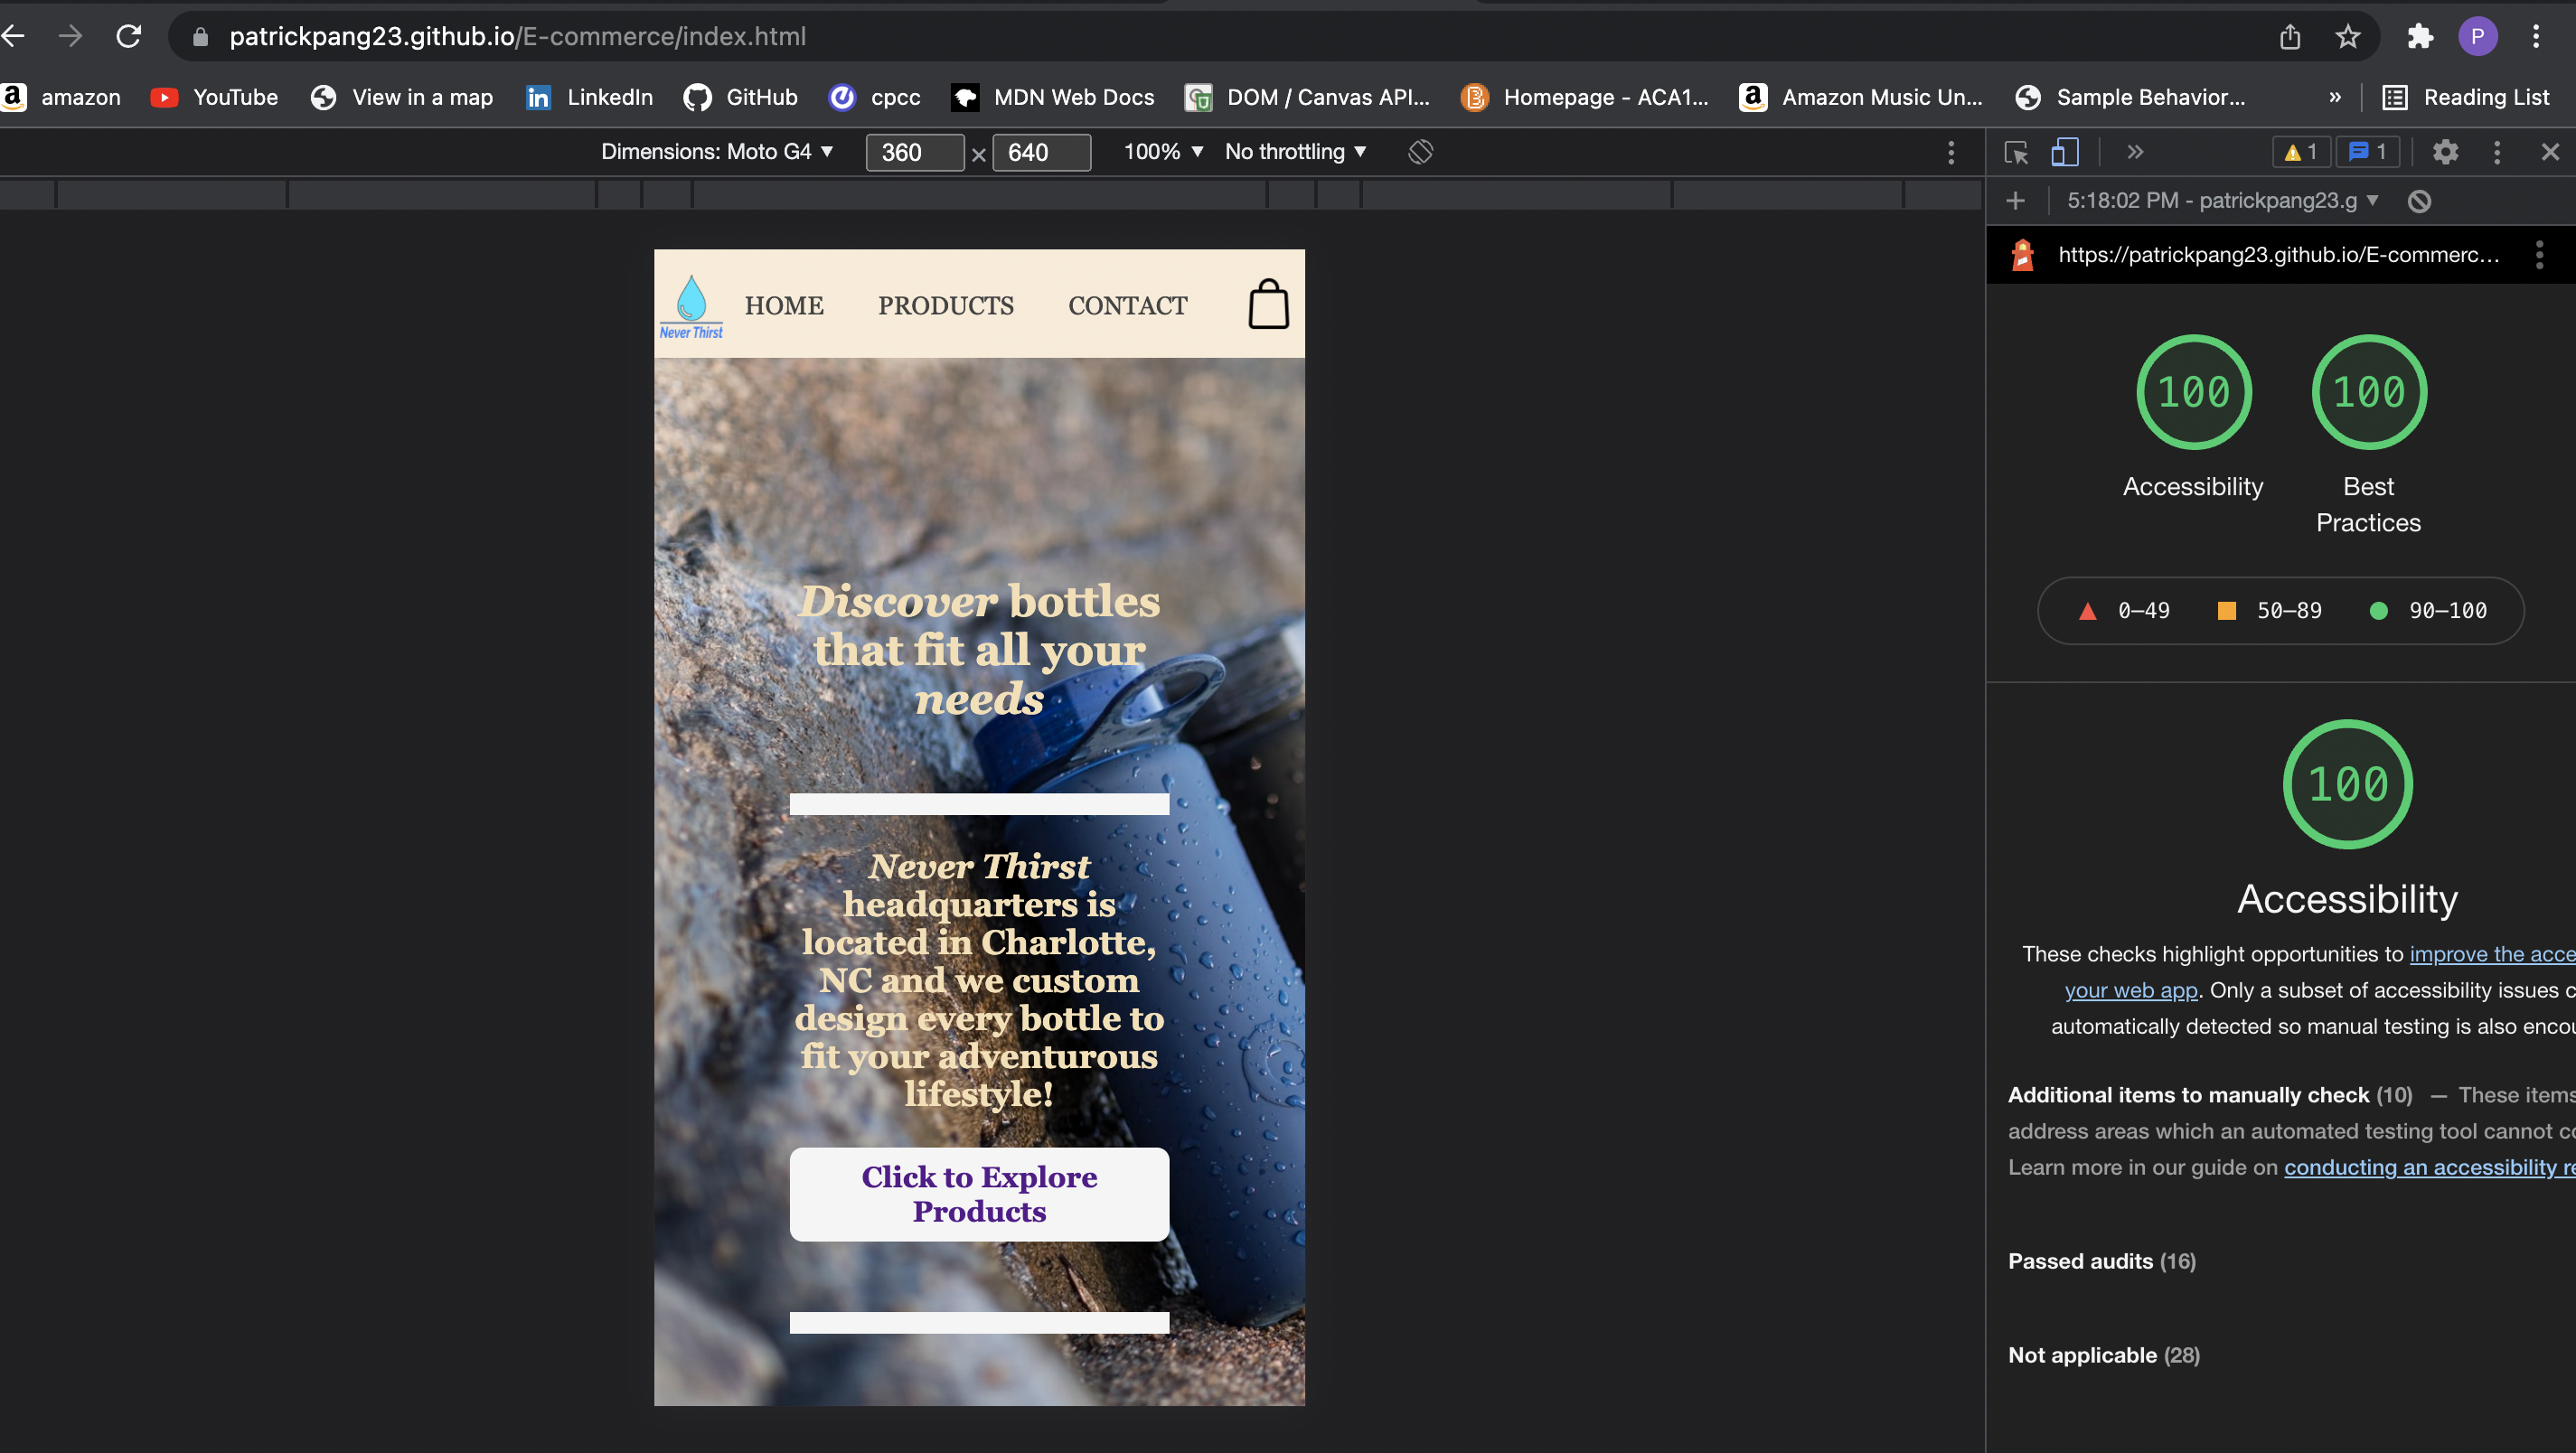 patrickpang23.github.io/E-commerce/index.html
P
amazon YouTube View in a map LinkedIn GitHub cpcc MDN Web Docs DOM / Canvas API... Homepage - ACA1... Amazon Music Un... Sample Behavior... » Reading List
Dimensions: Moto G4 360 × 640 100% No throttling
» 1 1
5:18:02 PM - patrickpang23.g
https://patrickpang23.github.io/E-commerc...
Never Thirst
HOME PRODUCTS CONTACT
Discover bottles
that fit all your
needs
Never Thirst
headquarters is
located in Charlotte,
NC and we custom
design every bottle to
fit your adventurous
lifestyle!
Click to Explore
Products
100 100
Accessibility Best
Practices
0–49 50–89 90–100
100
Accessibility
These checks highlight opportunities to improve the acce
your web app. Only a subset of accessibility issues c
automatically detected so manual testing is also encou
Additional items to manually check (10) — These items
address areas which an automated testing tool cannot co
Learn more in our guide on conducting an accessibility re
Passed audits (16)
Not applicable (28)